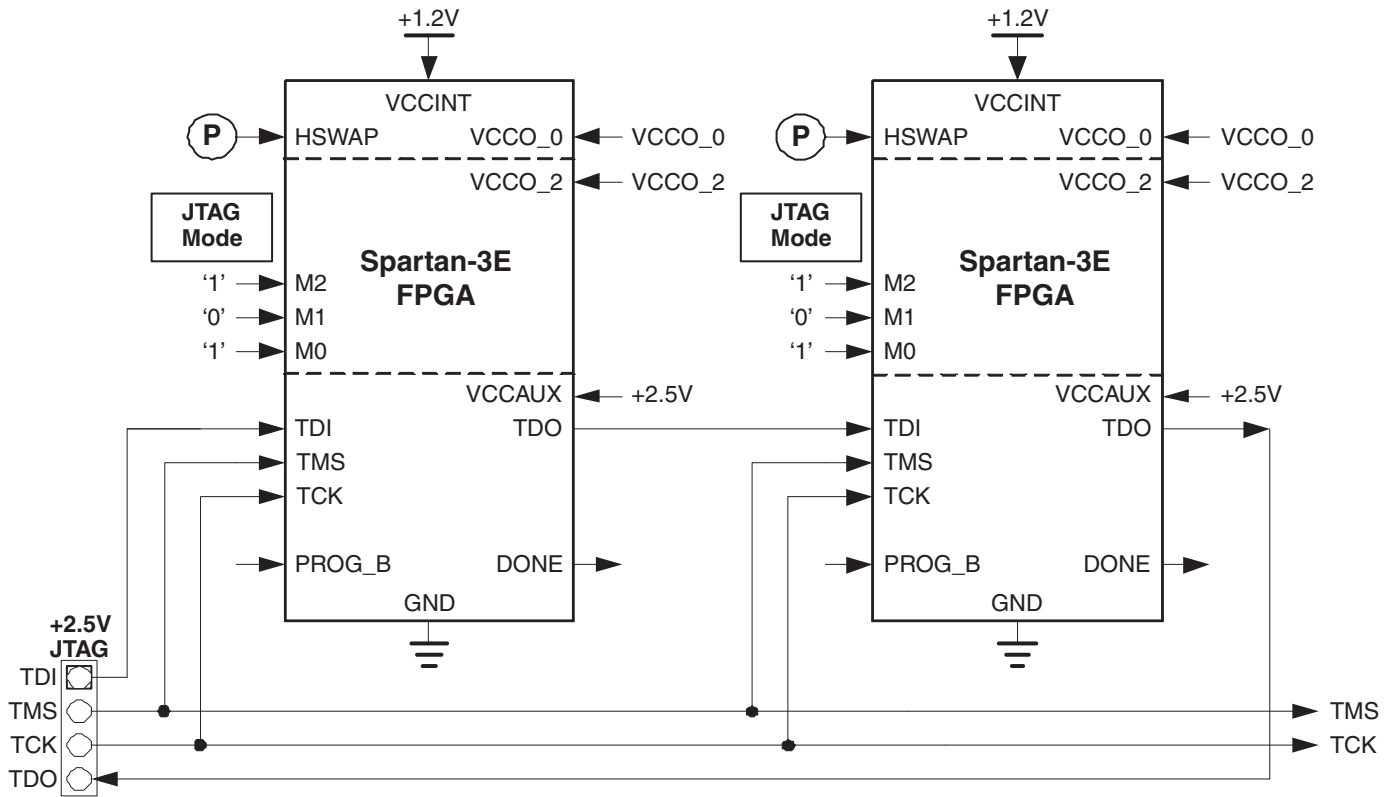 +1.2V
+1.2V
VCCINT
VCCINT
P
HSWAP
VCCO_0
VCCO_0
P
HSWAP
VCCO_0
VCCO_0
VCCO_2
VCCO_2
VCCO_2
VCCO_2
JTAG
Mode
JTAG
Mode
Spartan-3E
FPGA
Spartan-3E
FPGA
‘1’
M2
‘1’
M2
‘0’
M1
‘0’
M1
‘1’
M0
‘1’
M0
VCCAUX
+2.5V
VCCAUX
+2.5V
TDI
TDO
TDI
TDO
TMS
TMS
TCK
TCK
PROG_B
DONE
PROG_B
DONE
GND
GND
+2.5V
JTAG
TDI
TMS
TMS
TCK
TCK
TDO